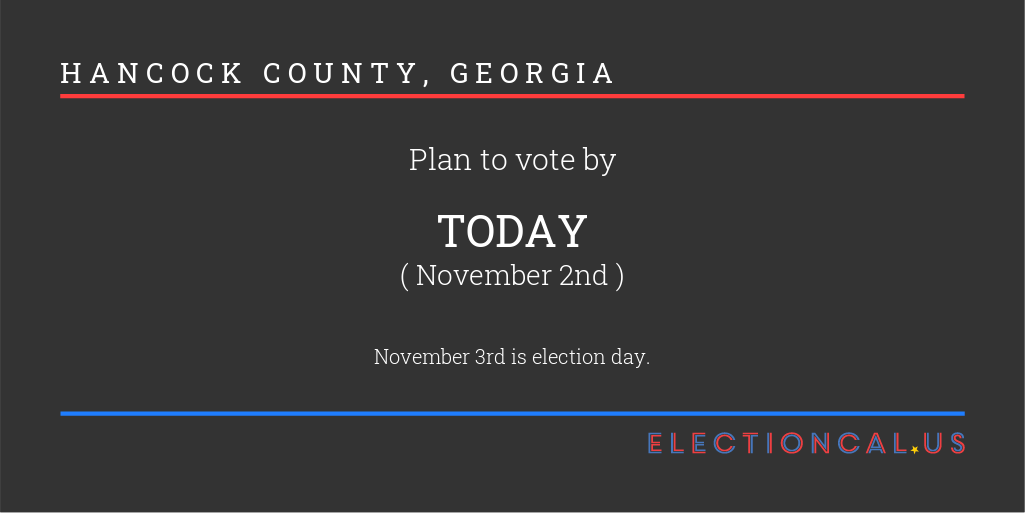 HANCOCK COUNTY, GEORGIA
Plan to vote by
TODAY
( November 2nd )
November 3rd is election day.
ELECTIONCAL.US